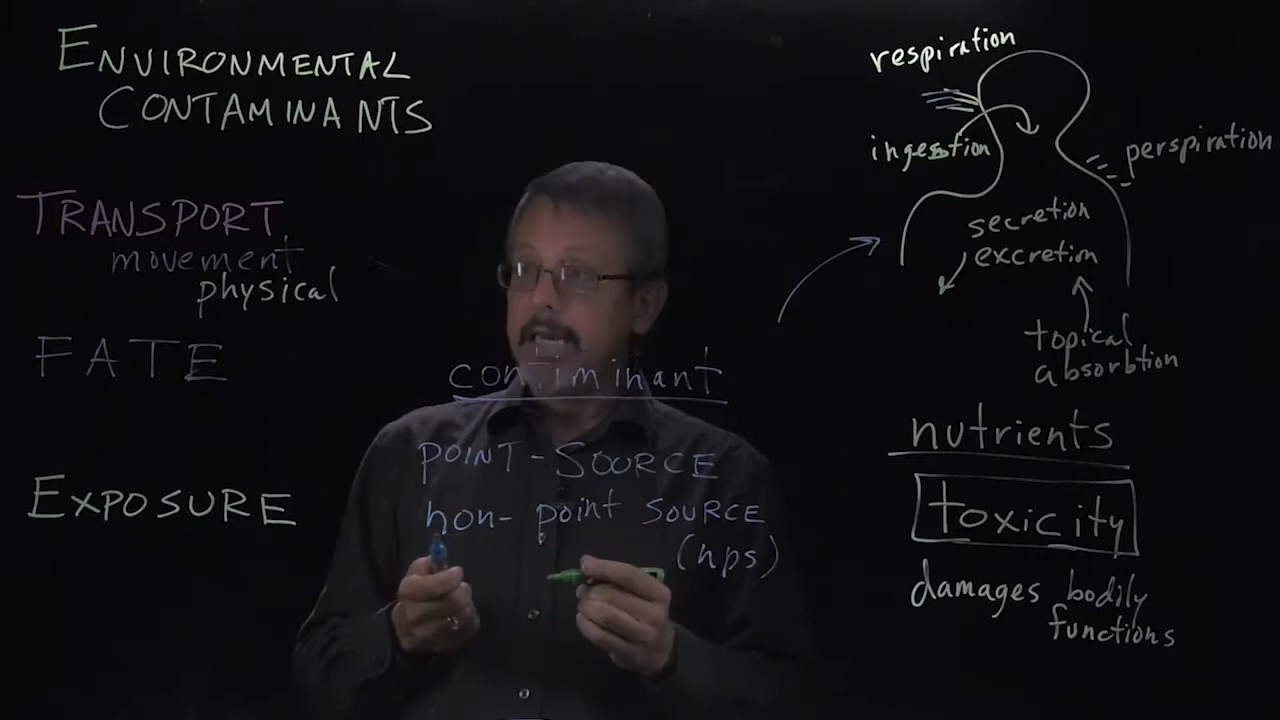 ENVIRONMENTAL
CONTAMINANTS
TRANSPORT
movement
physical
FATE
EXPOSURE
contiminant
POINT-SOURCE
non-point SOURCE
(nps)
respiration
ingestion
perspiration
secretion
excretion
topical
absorbtion
nutrients
toxicity
damages bodily
functions